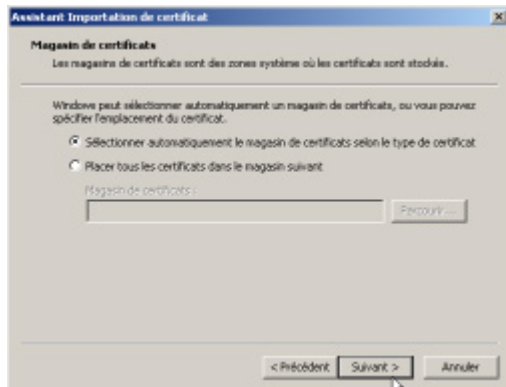 Assistant Importation de certificat
Magasin de certificats
Les magasins de certificats sont des zones système où les certificats sont stockés.
Windows peut sélectionner automatiquement un magasin de certificats, ou vous pouvez
spécifier l'emplacement du certificat.
Sélectionner automatiquement le magasin de certificats selon le type de certificat
Placer tous les certificats dans le magasin suivant
Magasin de certificats :
Parcourir...
< Précédent
Suivant >
Annuler